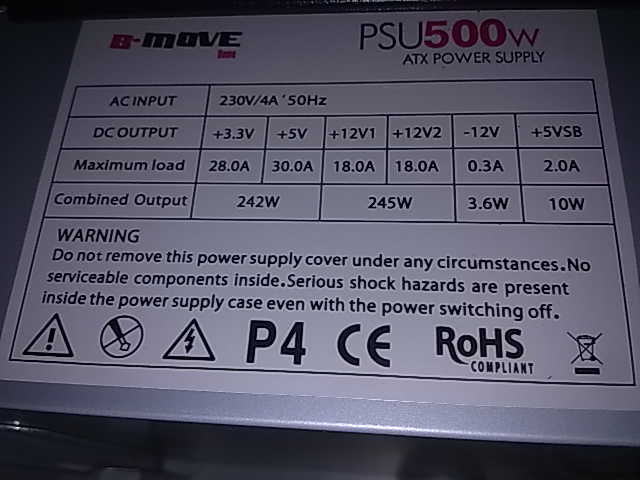 B-MOVE
PSU500W
ATX POWER SUPPLY
AC INPUT 230V/4A 50Hz
DC OUTPUT +3.3V +5V +12V1 +12V2 -12V +5VSB
Maximum load 28.0A 30.0A 18.0A 18.0A 0.3A 2.0A
Combined Output 242W 245W 3.6W 10W
WARNING
Do not remove this power supply cover under any circumstances.No
serviceable components inside.Serious shock hazards are present
inside the power supply case even with the power switching off.
P4 CE RoHS
COMPLIANT